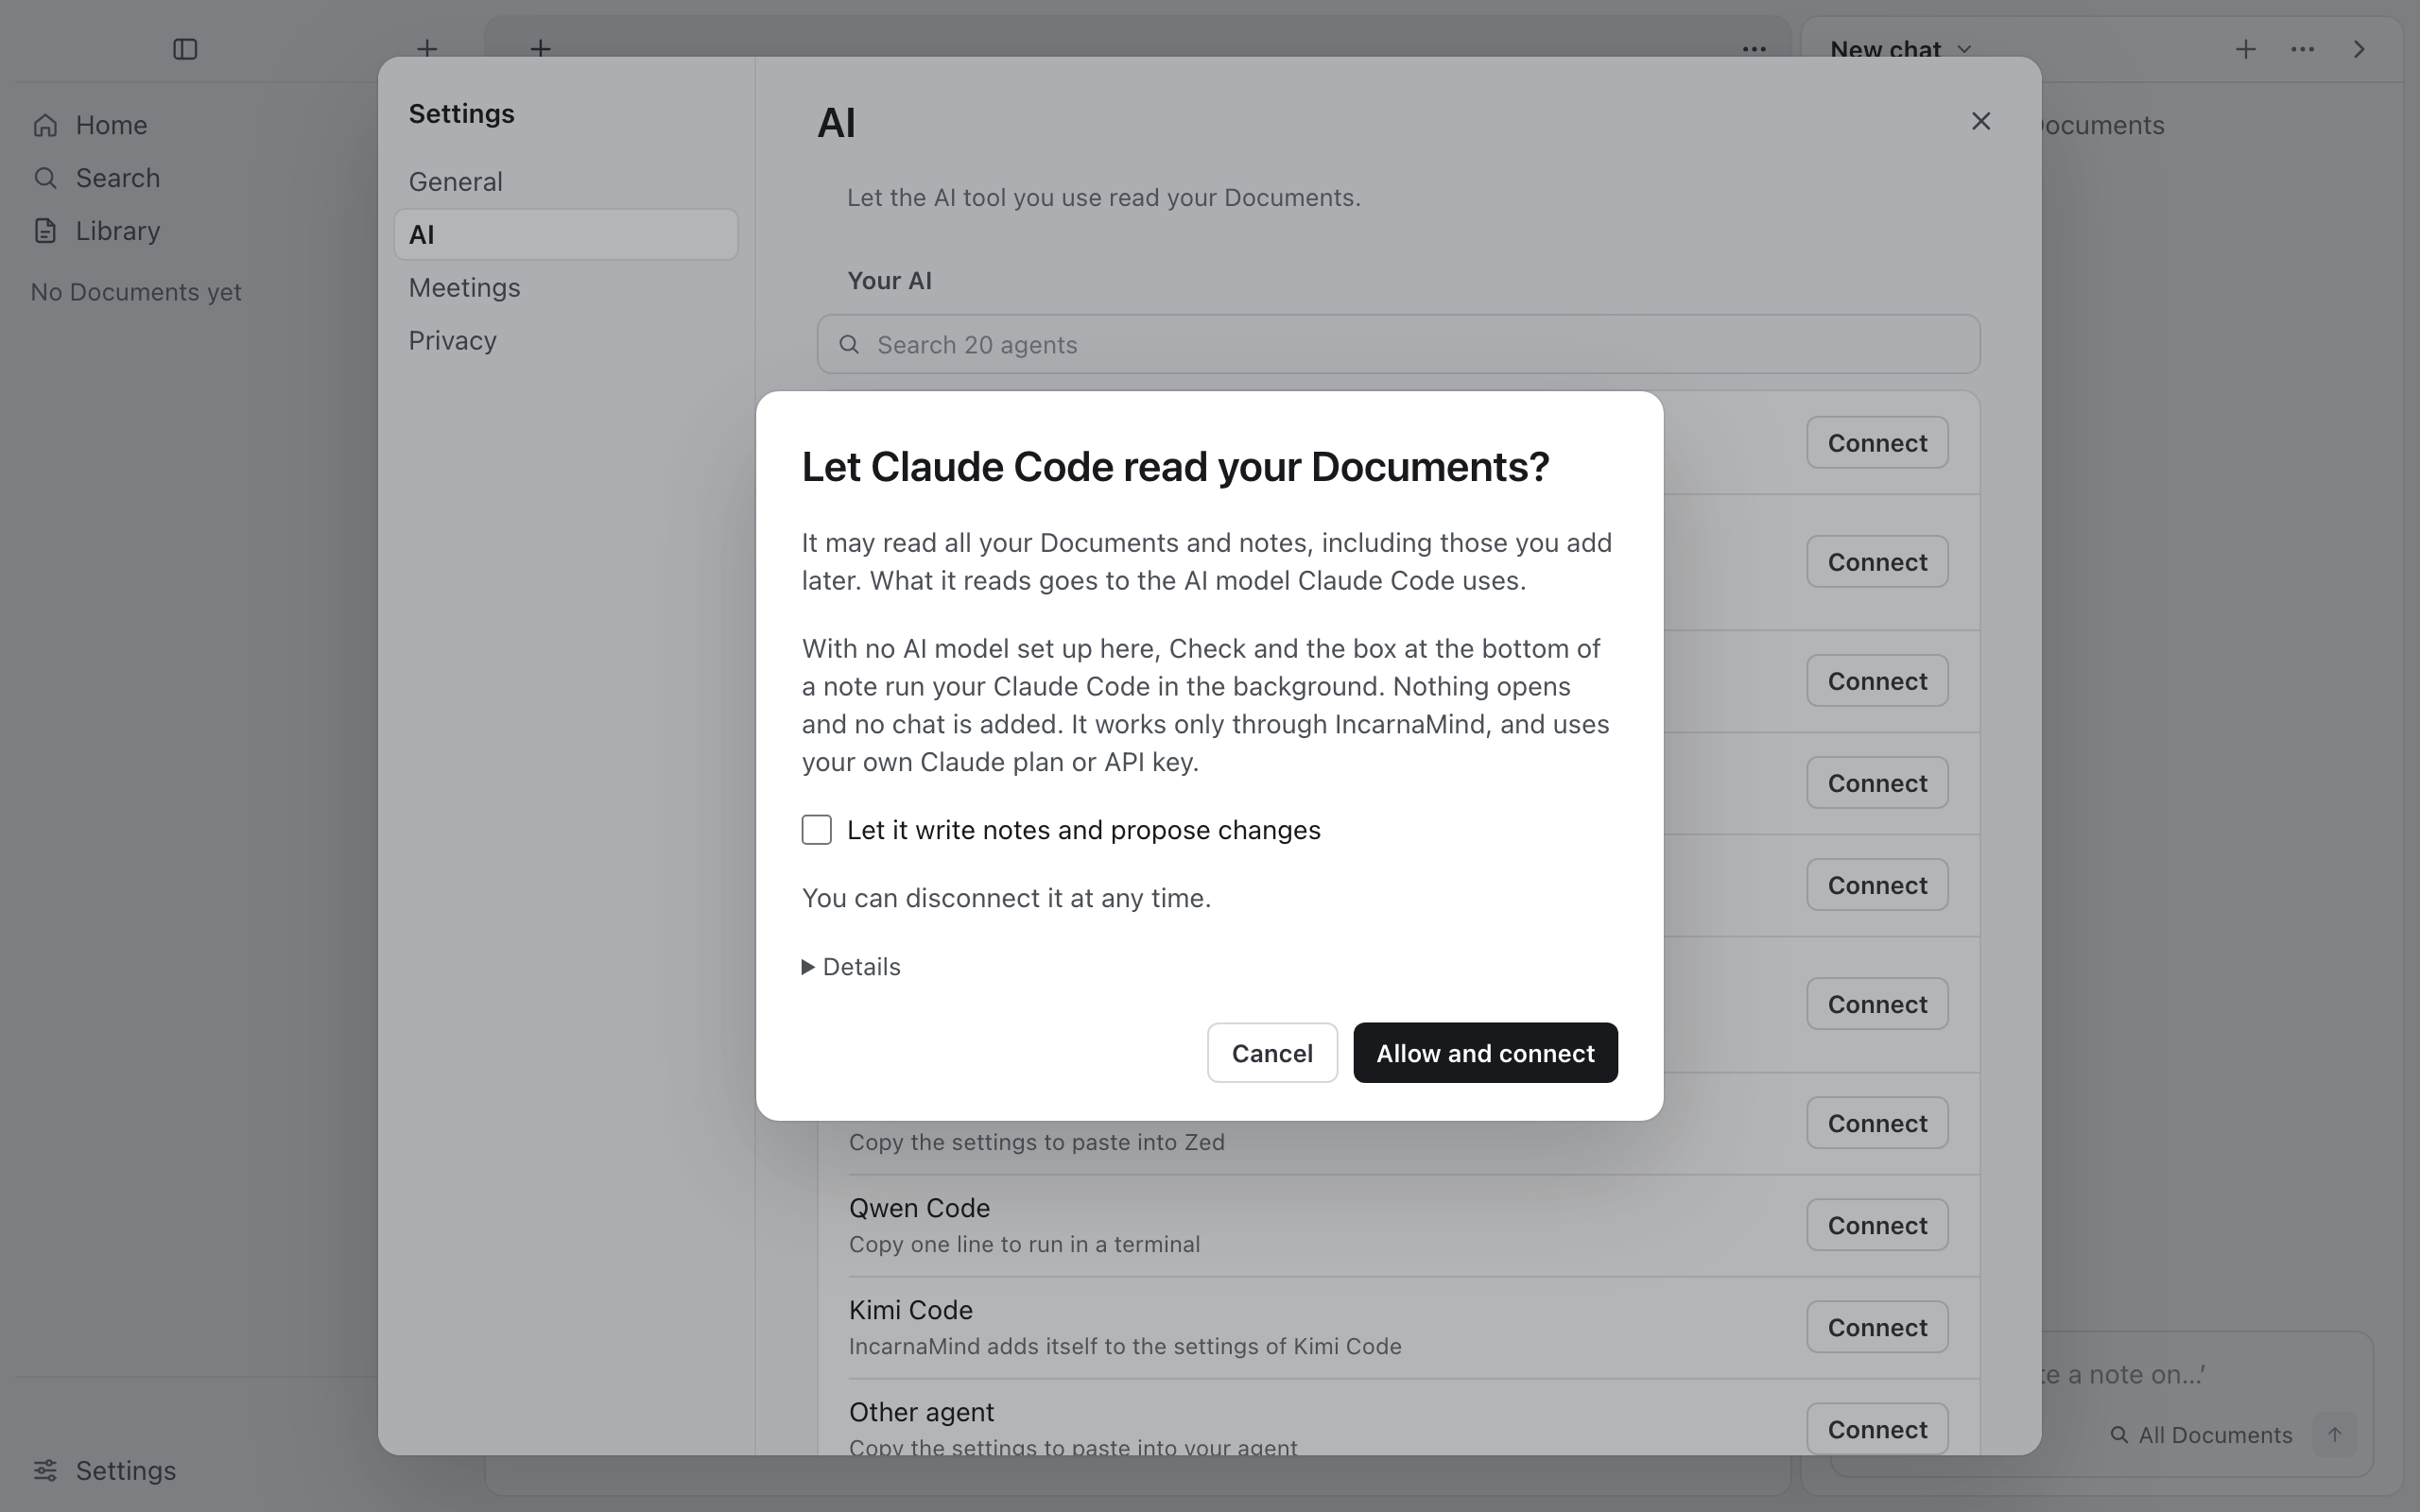 New chat
Home
Search
Library
No Documents yet
Settings
Settings
General
AI
Meetings
Privacy
AI
Let the AI tool you use read your Documents.
Your AI
Search 20 agents
Connect
Connect
Connect
Connect
Connect
Connect
Let Claude Code read your Documents?
It may read all your Documents and notes, including those you add
later. What it reads goes to the AI model Claude Code uses.
With no AI model set up here, Check and the box at the bottom of
a note run your Claude Code in the background. Nothing opens
and no chat is added. It works only through IncarnaMind, and uses
your own Claude plan or API key.
Let it write notes and propose changes
You can disconnect it at any time.
Details
Cancel
Allow and connect
Copy the settings to paste into Zed
Connect
Qwen Code
Copy one line to run in a terminal
Connect
Kimi Code
IncarnaMind adds itself to the settings of Kimi Code
Connect
Other agent
Copy the settings to paste into your agent
Connect
Documents
a note on…’
All Documents